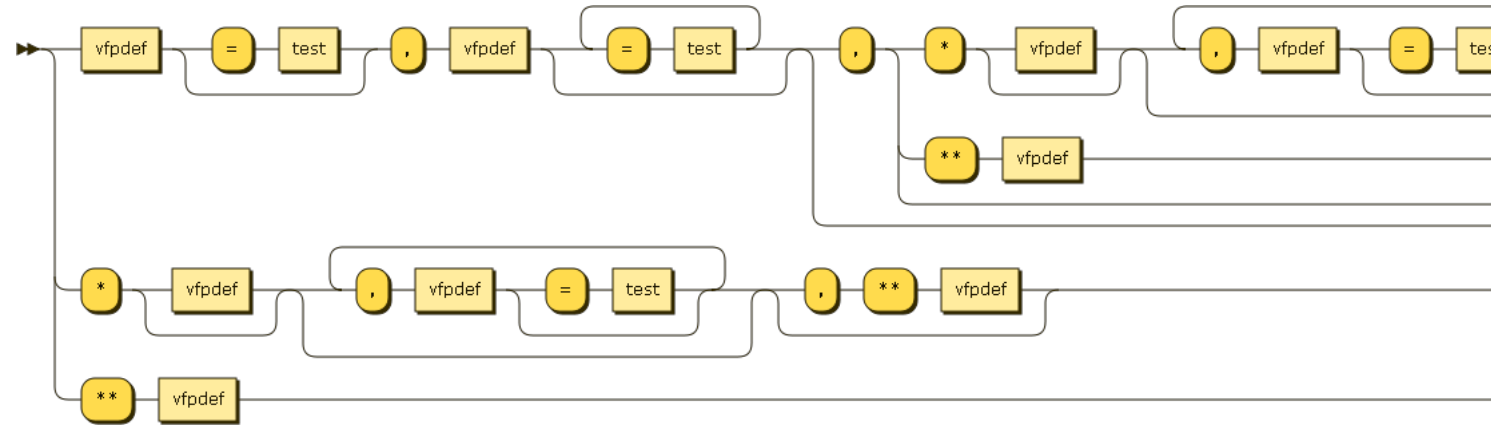 vfpdef = test , vfpdef = test , * vfpdef , vfpdef =
** vfpdef
* vfpdef , vfpdef = test , ** vfpdef
** vfpdef